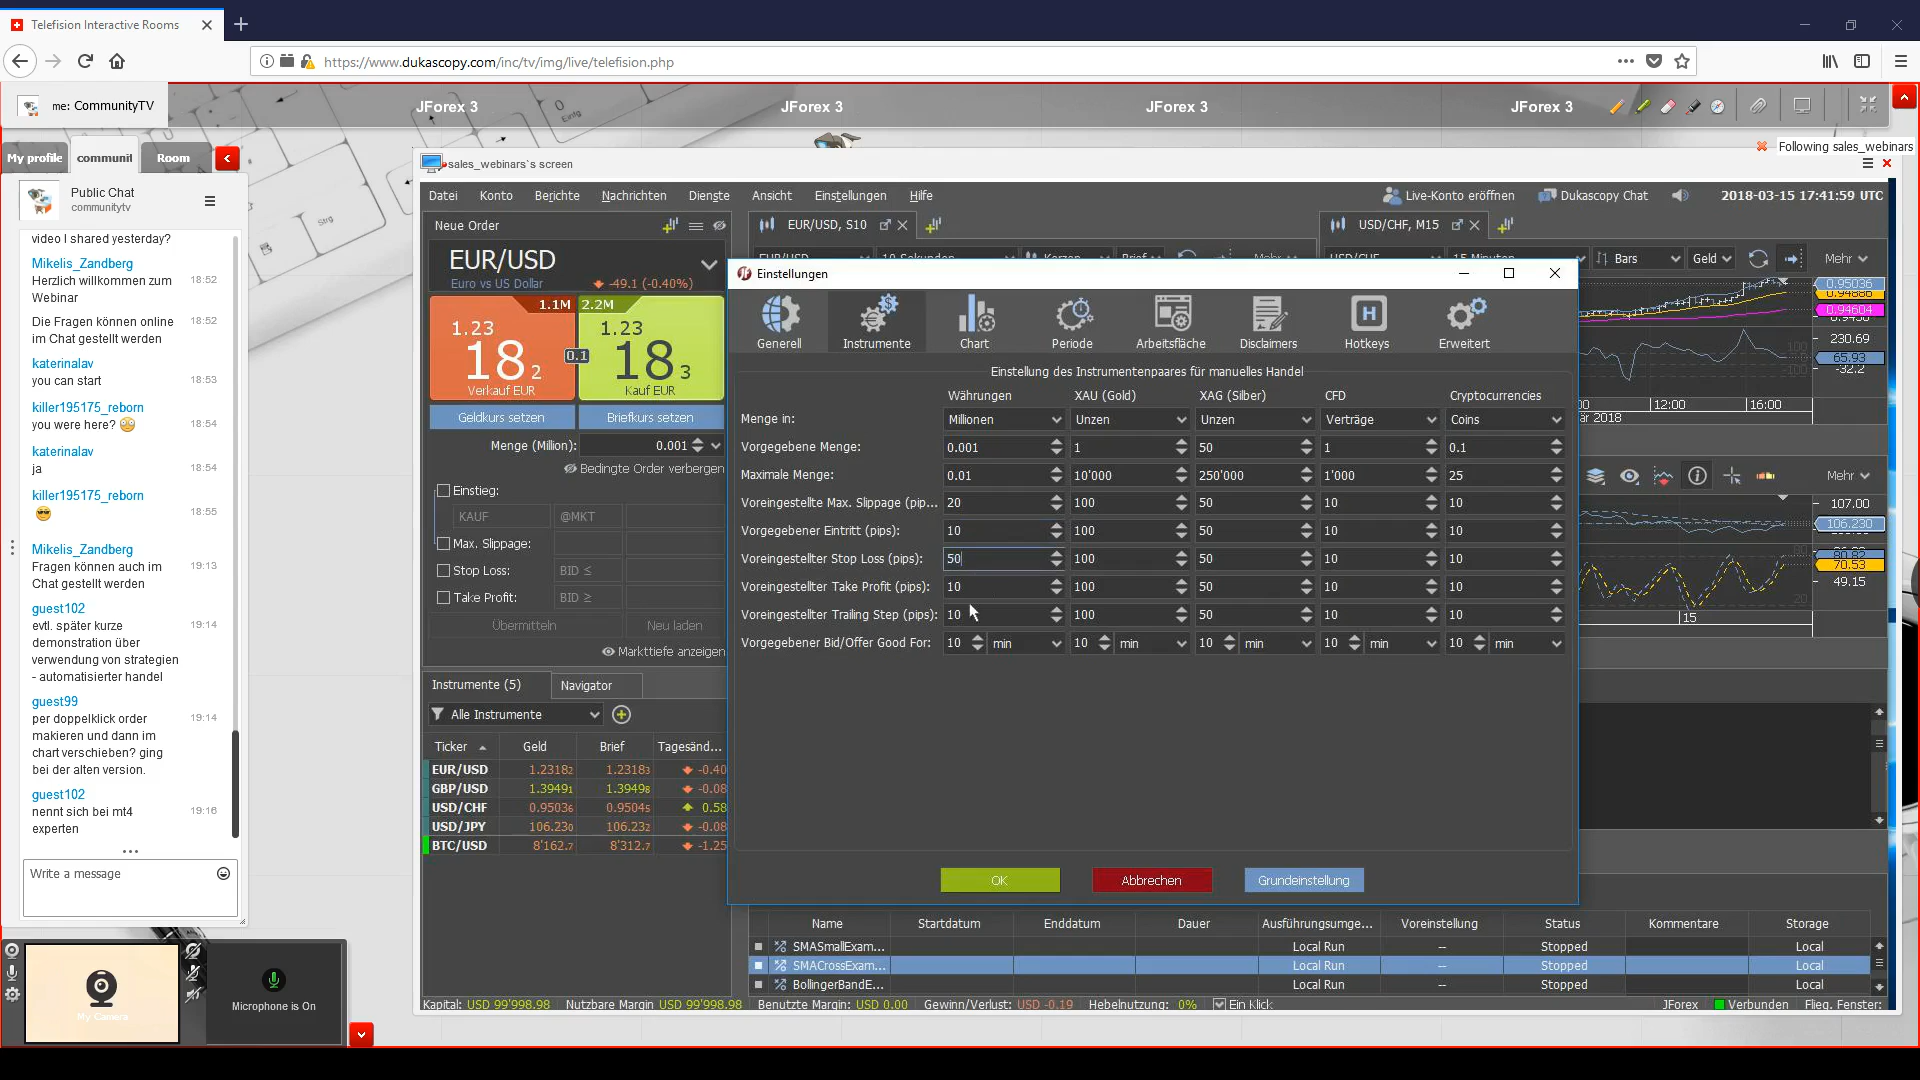 Telefision Interactive Rooms
https://www.dukascopy.com/inc/tv/img/live/telefision.php
me: CommunityTV
JForex 3
JForex 3
JForex 3
JForex 3
Following sales_webinars
My profile
communit
Room
Public Chat
communitytv
video I shared yesterday?
Mikelis_Zandberg
Herzlich willkommen zum 18:52
Webinar
Die Fragen können online 18:52
im Chat gestellt werden
katerinalav
you can start 18:53
killer195175_reborn
you were here? 18:54
katerinalav
ja 18:54
killer195175_reborn
18:55
Mikelis_Zandberg
Fragen können auch im 19:13
Chat gestellt werden
guest102
evtl. später kurze 19:14
demonstration über
verwendung von strategien
- automatisierter handel
guest99
per doppelklick order 19:14
makieren und dann im
chart verschieben? ging
bei der alten version.
guest102
nennt sich bei mt4 19:16
experten
Write a message
My Camera
Microphone is On
sales_webinars`s screen
Datei Konto Berichte Nachrichten Dienste Ansicht Einstellungen Hilfe
Live-Konto eröffnen Dukascopy Chat 2018-03-15 17:41:59 UTC
Neue Order
EUR/USD
Euro vs US Dollar -49.1 (-0.40%)
1.1M 2.2M
1.23 1.23
18 2 0.1 18 3
Verkauf EUR Kauf EUR
Geldkurs setzen Briefkurs setzen
Menge (Million): 0.001
Bedingte Order verbergen
Einstieg:
KAUF @MKT
Max. Slippage:
Stop Loss: BID ≤
Take Profit: BID ≥
Übermitteln Neu laden
Markttiefe anzeigen
Instrumente (5) Navigator
Alle Instrumente
Ticker Geld Brief Tagesänd...
EUR/USD 1.23182 1.23183 -0.40
GBP/USD 1.39491 1.39498 -0.08
USD/CHF 0.95036 0.95045 0.58
USD/JPY 106.230 106.232 -0.08
BTC/USD 8'162.7 8'312.7 -1.25
EUR/USD, S10
USD/CHF, M15
Bars Geld Mehr
0.95036
0.94604
230.69
65.93
-32.2
12:00 16:00
är 2018
Mehr
107.00
106.230
70.53
49.15
15
Einstellungen
Generell Instrumente Chart Periode Arbeitsfläche Disclaimers Hotkeys Erweitert
Einstellung des Instrumentenpaares für manuelles Handel
Währungen XAU (Gold) XAG (Silber) CFD Cryptocurrencies
Menge in: Millionen Unzen Unzen Verträge Coins
Vorgegebene Menge: 0.001 1 50 1 0.1
Maximale Menge: 0.01 10'000 250'000 1'000 25
Voreingestellte Max. Slippage (pip... 20 100 50 10 10
Vorgegebener Eintritt (pips): 10 100 50 10 10
Voreingestellter Stop Loss (pips): 50 100 50 10 10
Voreingestellter Take Profit (pips): 10 100 50 10 10
Voreingestellter Trailing Step (pips): 10 100 50 10 10
Vorgegebener Bid/Offer Good For: 10 min 10 min 10 min 10 min 10 min
OK Abbrechen Grundeinstellung
Name Startdatum Enddatum Dauer Ausführungsumge... Voreinstellung Status Kommentare Storage
SMASmallExam... Local Run -- Stopped Local
SMACrossExam... Local Run -- Stopped Local
BollingerBandE... Local Run -- Stopped Local
Kapital: USD 99'998.98 Nutzbare Margin USD 99'998.98 Benutzte Margin: USD 0.00 Gewinn/Verlust: USD -0.19 Hebelnutzung: 0% Ein Klick JForex Verbunden Flieg. Fenster: